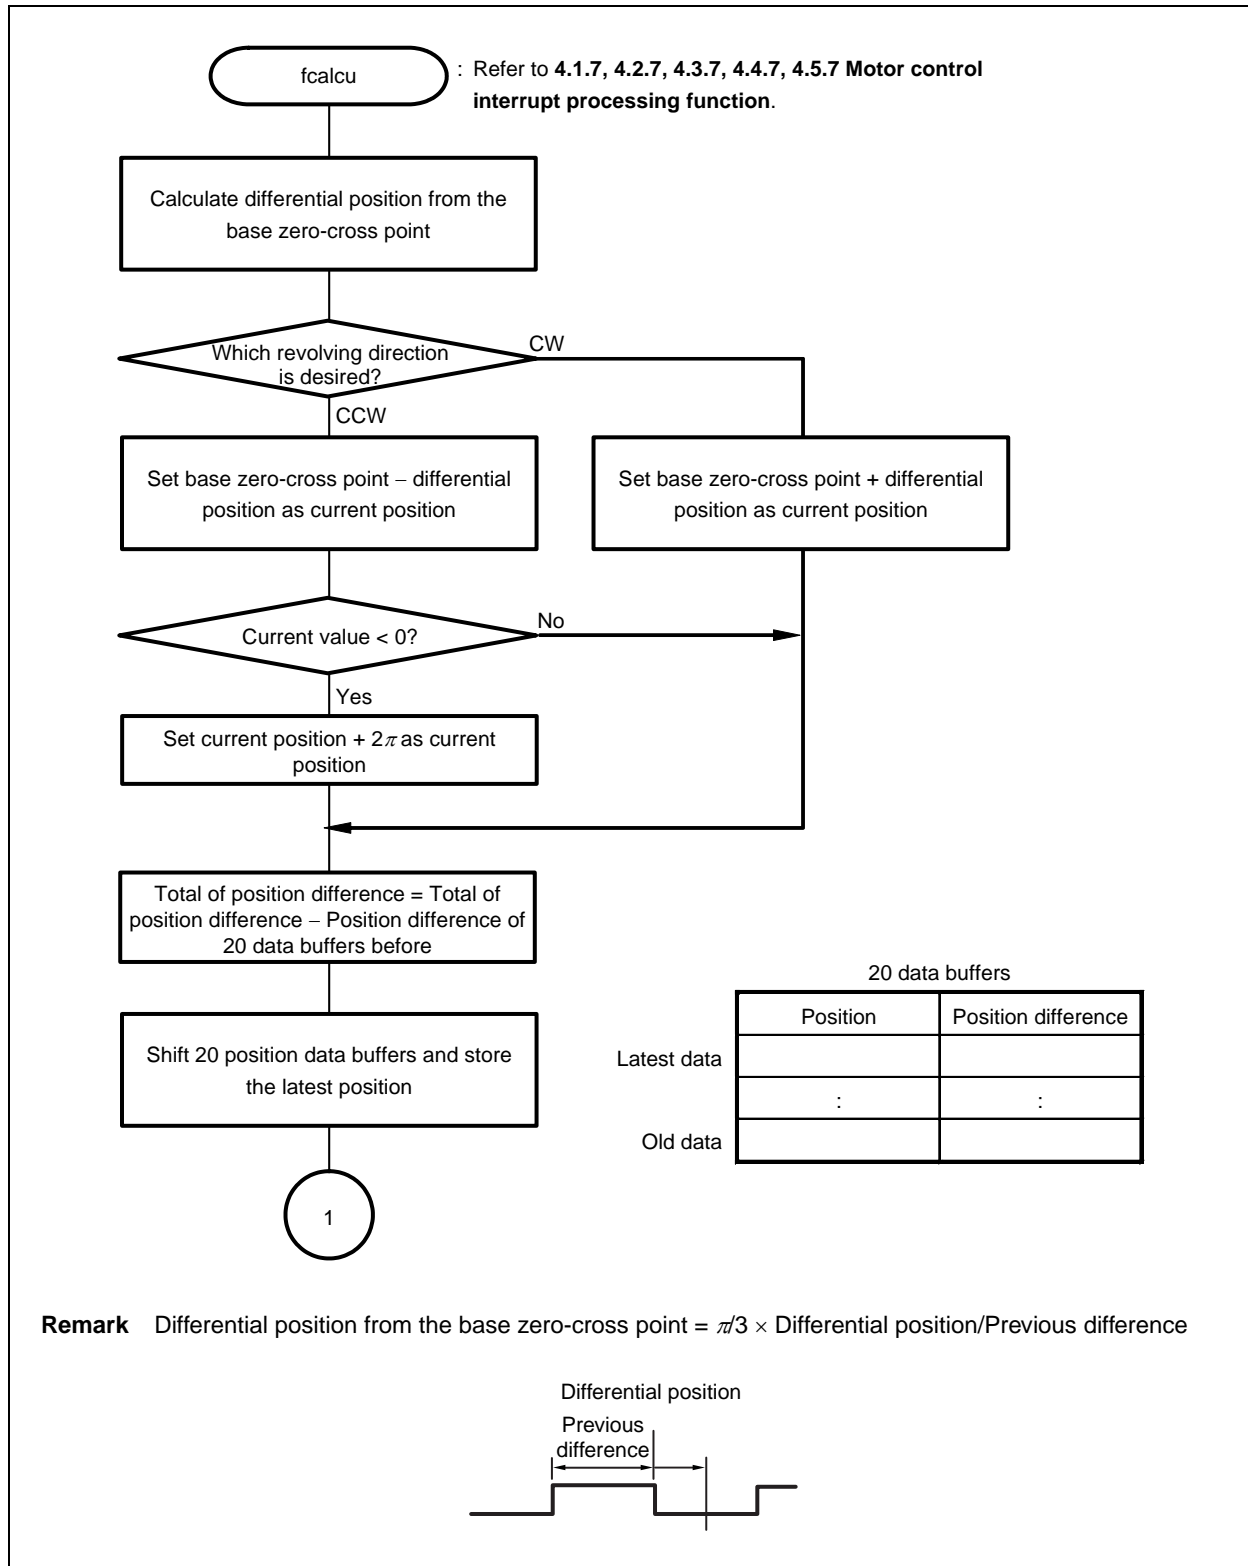 fcalcu
: Refer to 4.1.7, 4.2.7, 4.3.7, 4.4.7, 4.5.7 Motor control
interrupt processing function.
Calculate differential position from the
base zero-cross point
Which revolving direction
is desired?
CW
CCW
Set base zero-cross point − differential
position as current position
Set base zero-cross point + differential
position as current position
Current value < 0?
No
Yes
Set current position + 2π as current
position
Total of position difference = Total of
position difference − Position difference of
20 data buffers before
Shift 20 position data buffers and store
the latest position
20 data buffers
Position Position difference
Latest data
: :
Old data
1
Remark Differential position from the base zero-cross point = π/3 × Differential position/Previous difference
Differential position
Previous
difference